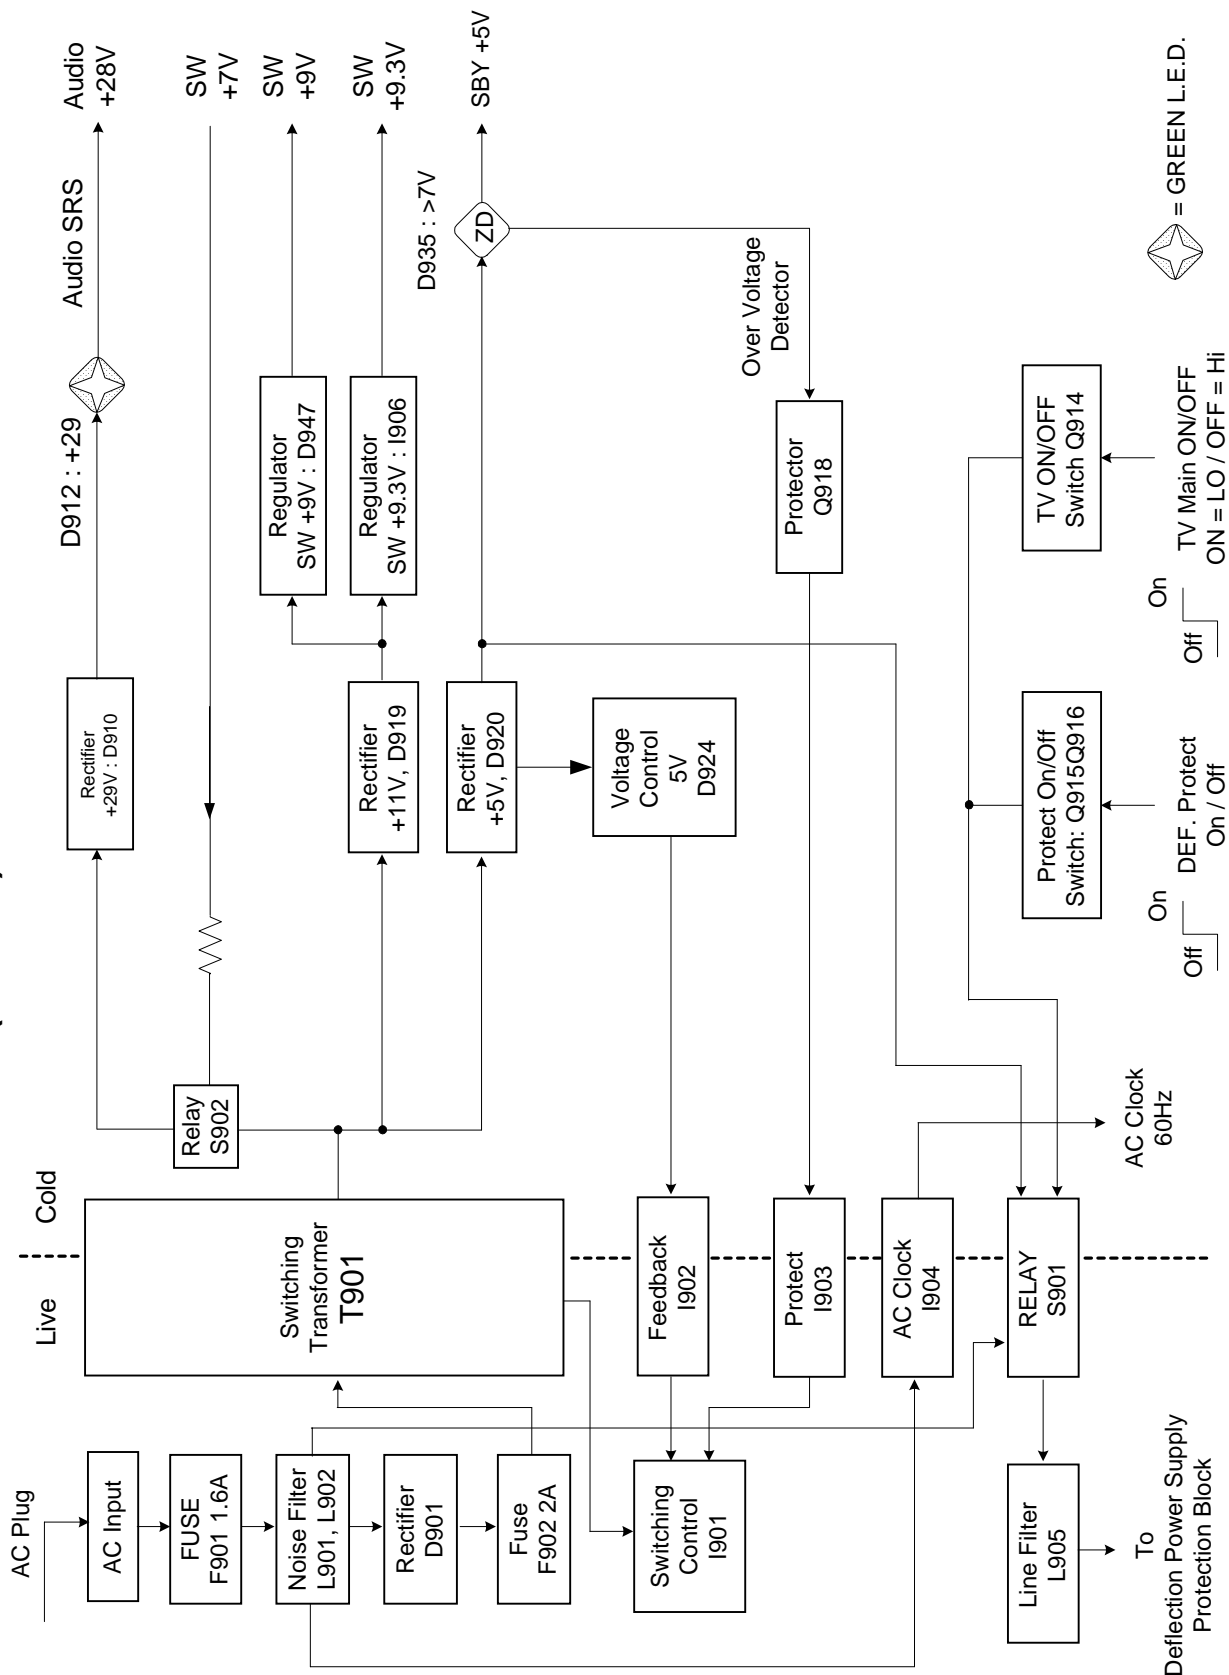 AC Plug
AC Input
FUSE
F901 1.6A
Noise Filter
L901, L902
Rectifier
D901
Fuse
F902 2A
Switching
Control
I901
Line Filter
L905
To
Deflection Power Supply
Protection Block
Live
Cold
Switching
Transformer
T901
Feedback
I902
Protect
I903
AC Clock
I904
RELAY
S901
AC Clock
60Hz
Relay
S902
Rectifier
+29V : D910
Rectifier
+11V, D919
Rectifier
+5V, D920
Voltage
Control
5V
D924
D912 : +29
Audio SRS
Audio
+28V
SW
+7V
Regulator
SW +9V : D947
SW
+9V
Regulator
SW +9.3V : I906
SW
+9.3V
D935 : >7V
ZD
SBY +5V
Over Voltage
Detector
Protector
Q918
Protect On/Off
Switch: Q915Q916
DEF. Protect
On / Off
Off
On
TV ON/OFF
Switch Q914
TV Main ON/OFF
ON = LO / OFF = Hi
Off
On
= GREEN L.E.D.